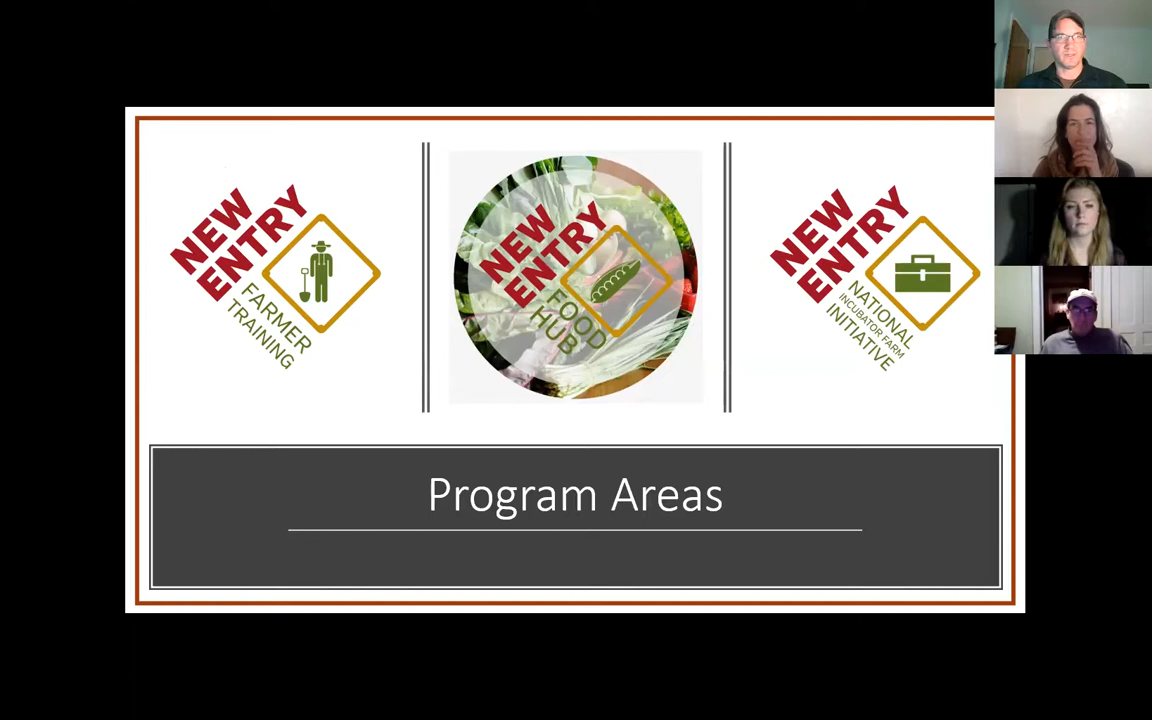 NEW
ENTRY
FARMER
TRAINING
NEW
ENTRY
FOOD
HUB
NEW
ENTRY
NATIONAL
INCUBATOR FARM
INITIATIVE
Program Areas